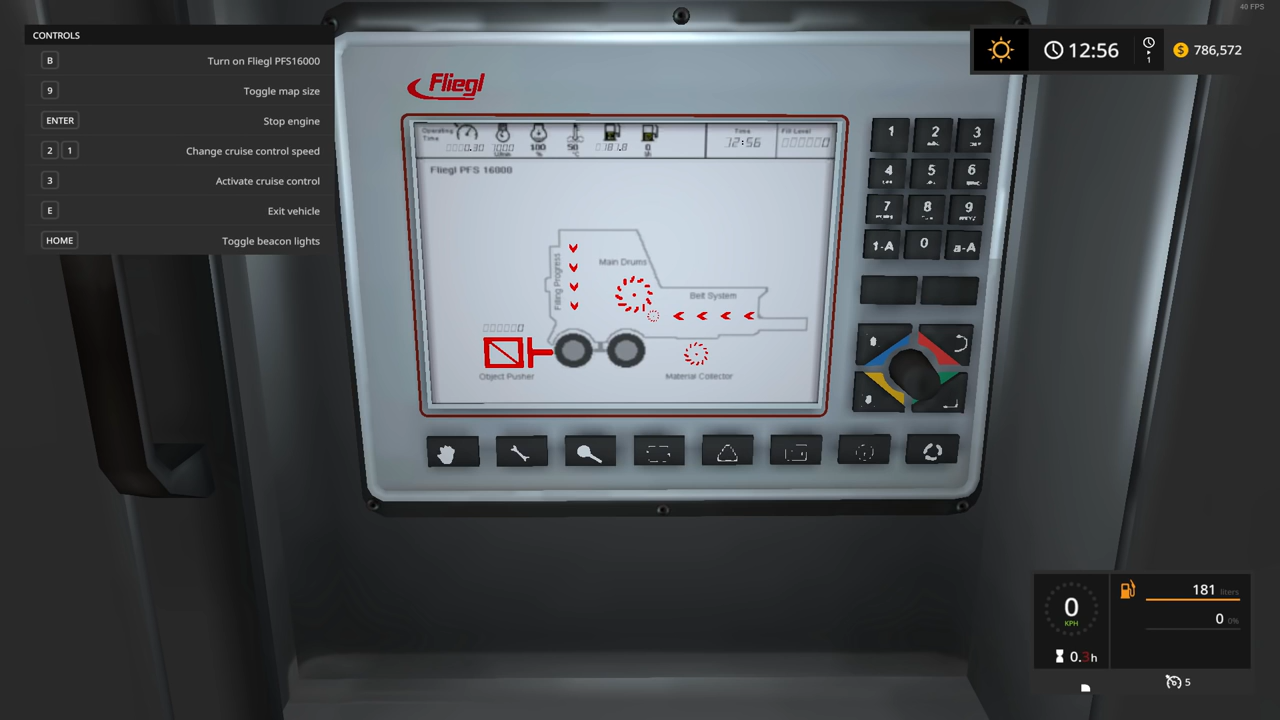 40 FPS
CONTROLS
B Turn on Fliegl PFS16000
9 Toggle map size
ENTER Stop engine
2 1 Change cruise control speed
3 Activate cruise control
E Exit vehicle
HOME Toggle beacon lights
12:56
1
786,572
Fliegl
Operating Time
100 %
50
0
Time 12:56
Fill Level
Fliegl PFS 16000
Filling Progress
Main Drums
Belt System
Object Pusher
Material Collector
1 2 3
4 5 6
7 8 9
1-A 0 a-A
0 KPH
0.3h
181 liters
0 0%
5